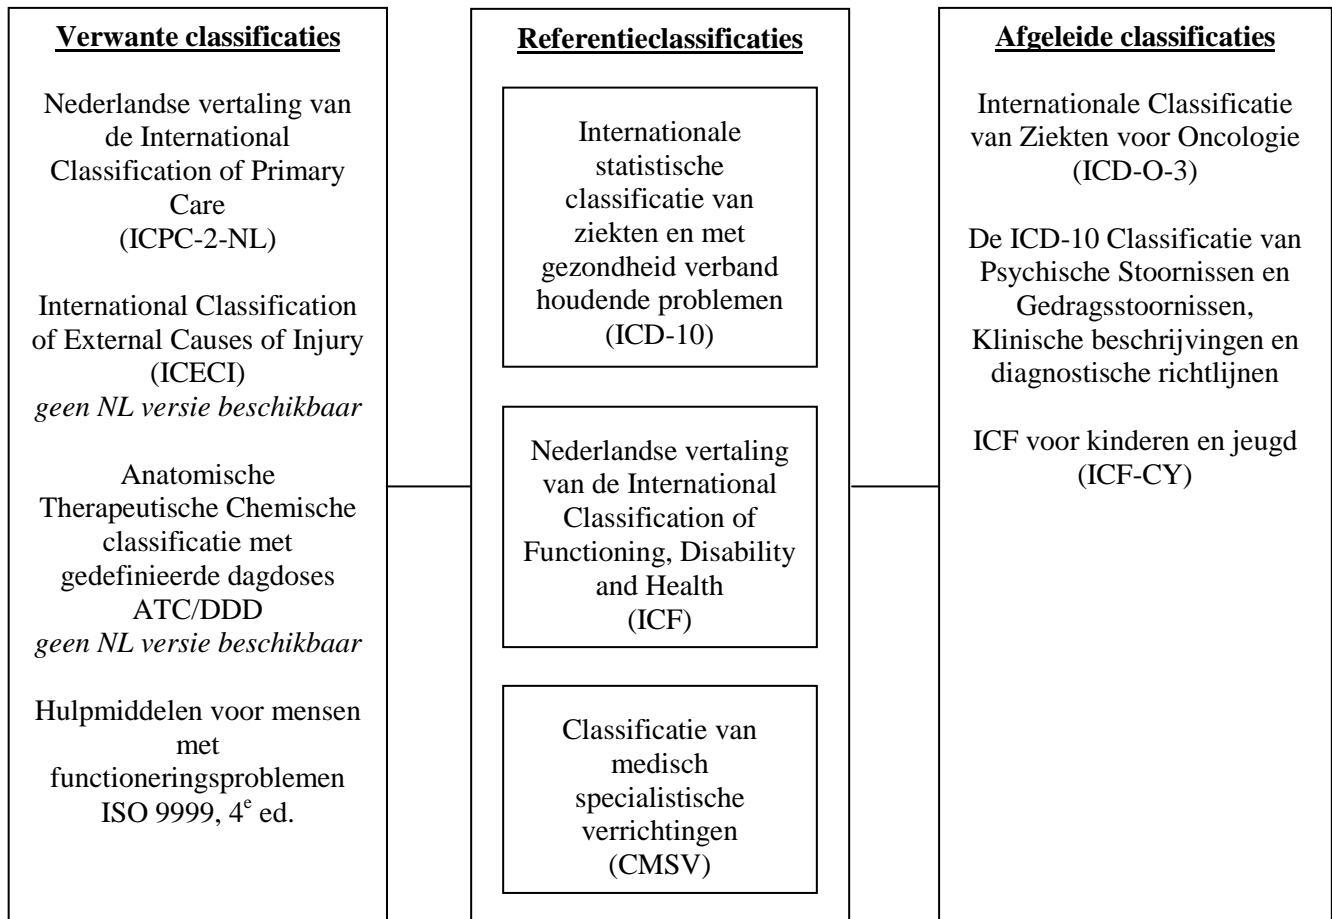 Verwante classificaties
Nederlandse vertaling van
de International
Classification of Primary
Care
(ICPC-2-NL)
International Classification
of External Causes of Injury
(ICECI)
geen NL versie beschikbaar
Anatomische
Therapeutische Chemische
classificatie met
gedefinieerde dagdoses
ATC/DDD
geen NL versie beschikbaar
Hulpmiddelen voor mensen
met
functioneringsproblemen
ISO 9999, 4e ed.
Referentieclassificaties
Internationale
statistische
classificatie van
ziekten en met
gezondheid verband
houdende problemen
(ICD-10)
Nederlandse vertaling
van de International
Classification of
Functioning, Disability
and Health
(ICF)
Classificatie van
medisch
specialistische
verrichtingen
(CMSV)
Afgeleide classificaties
Internationale Classificatie
van Ziekten voor Oncologie
(ICD-O-3)
De ICD-10 Classificatie van
Psychische Stoornissen en
Gedragsstoornissen,
Klinische beschrijvingen en
diagnostische richtlijnen
ICF voor kinderen en jeugd
(ICF-CY)